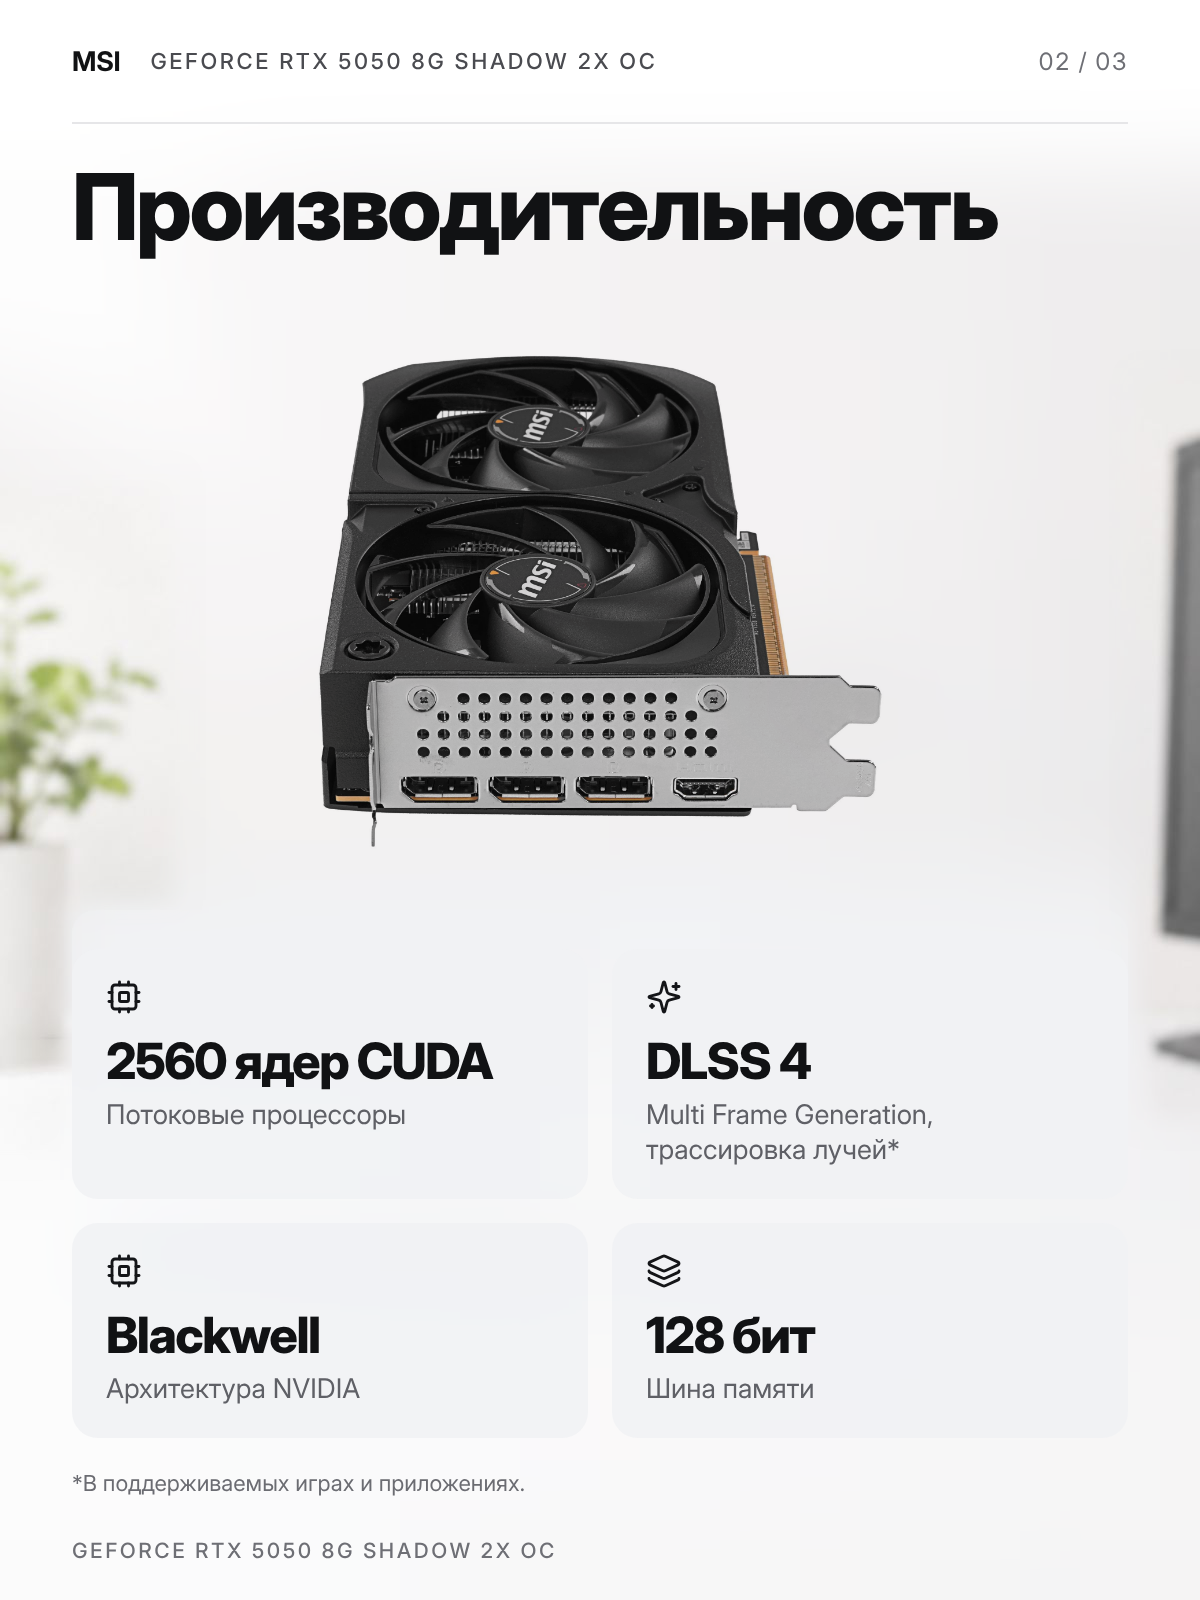 MSI GEFORCE RTX 5050 8G SHADOW 2X OC 02 / 03
Производительность
msi
msi
2560 ядер CUDA
Потоковые процессоры
DLSS 4
Multi Frame Generation,
трассировка лучей*
Blackwell
Архитектура NVIDIA
128 бит
Шина памяти
*В поддерживаемых играх и приложениях.
GEFORCE RTX 5050 8G SHADOW 2X OC